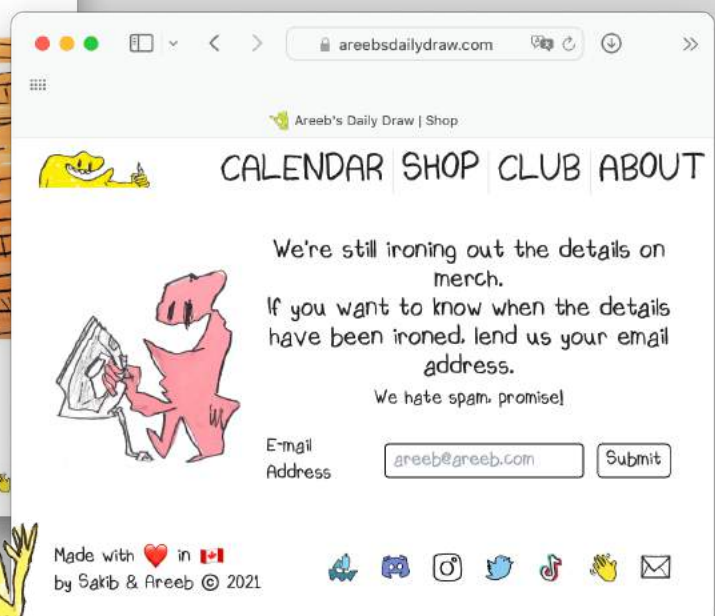 areebsdailydraw.com
Areeb's Daily Draw | Shop
CALENDAR SHOP CLUB ABOUT
We're still ironing out the details on
merch.
If you want to know when the details
have been ironed, lend us your email
address.
We hate spam, promise!
E-mail
Address
areeb@areeb.com
Submit
Made with ❤️ in 🇨🇦
by Sakib & Areeb © 2021